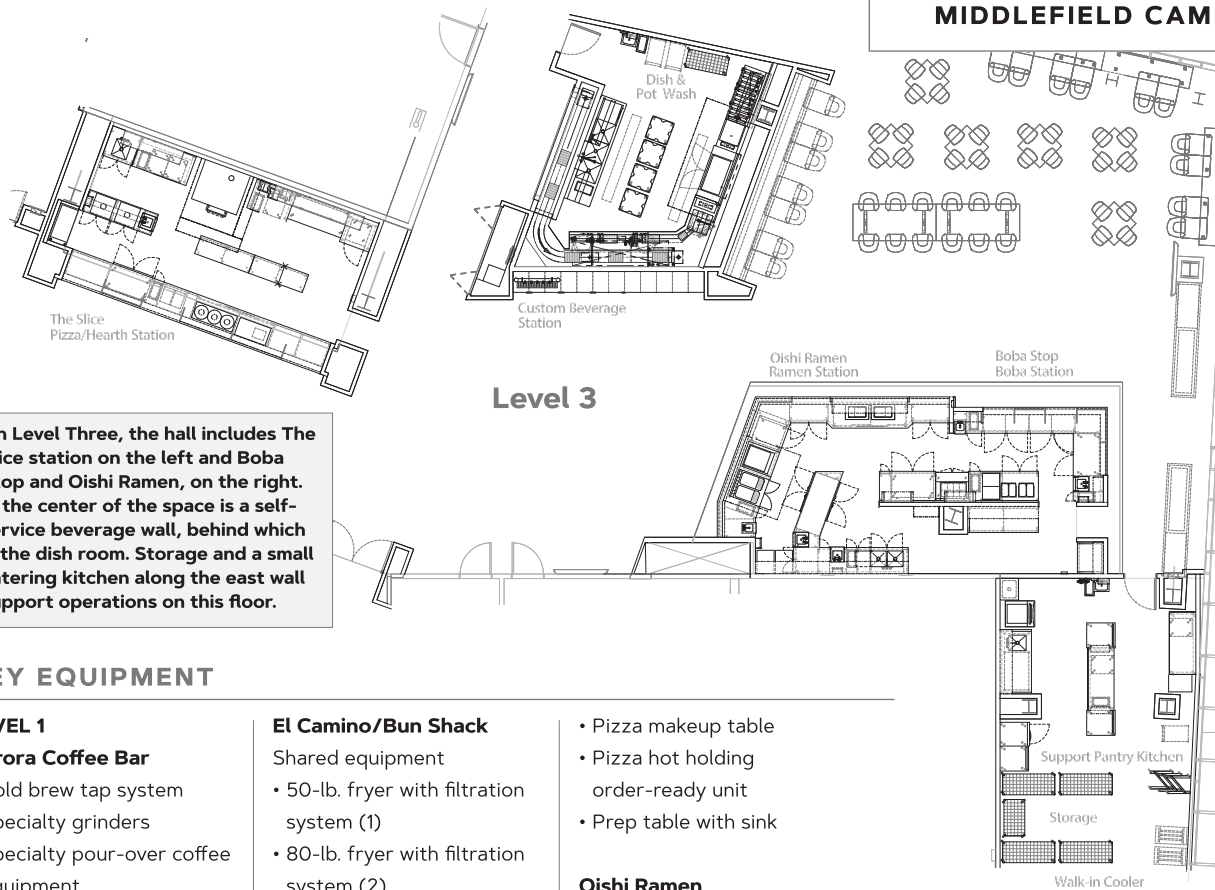 MIDDLEFIELD CAM
Dish &
Pot Wash
The Slice
Pizza/Hearth Station
Custom Beverage
Station
Oishi Ramen
Ramen Station
Boba Stop
Boba Station
Level 3
n Level Three, the hall includes The
ice station on the left and Boba
top and Oishi Ramen, on the right.
the center of the space is a self-
ervice beverage wall, behind which
the dish room. Storage and a small
atering kitchen along the east wall
upport operations on this floor.
Support Pantry Kitchen
Storage
Walk-in Cooler
EY EQUIPMENT
VEL 1
rora Coffee Bar
old brew tap system
pecialty grinders
pecialty pour-over coffee
quipment
El Camino/Bun Shack
Shared equipment
• 50-lb. fryer with filtration
system (1)
• 80-lb. fryer with filtration
system (2)
• Pizza makeup table
• Pizza hot holding
order-ready unit
• Prep table with sink
Oishi Ramen